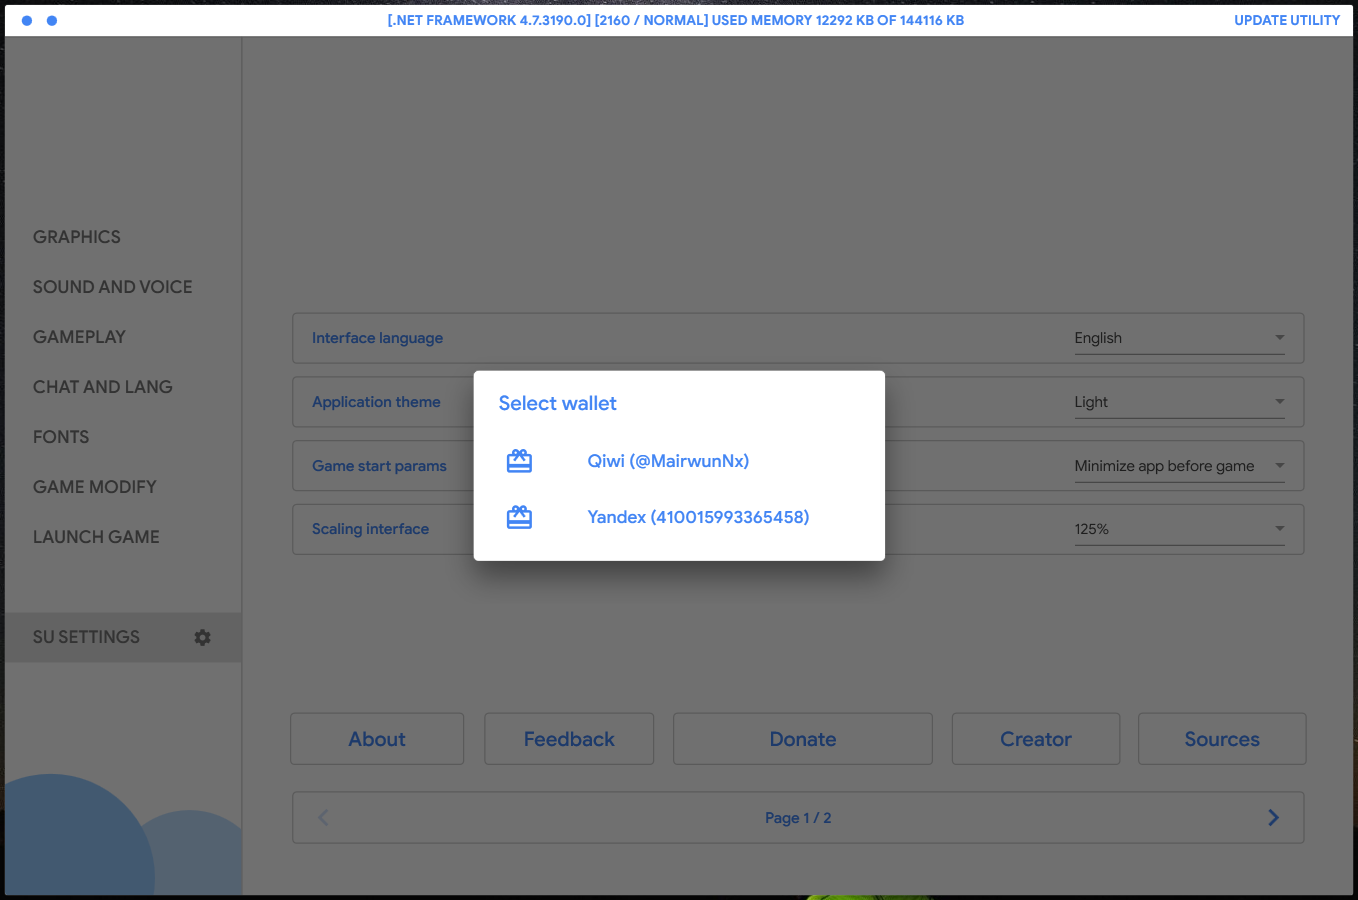 [.NET FRAMEWORK 4.7.3190.0] [2160 / NORMAL] USED MEMORY 12292 KB OF 144116 KB
UPDATE UTILITY
GRAPHICS
SOUND AND VOICE
GAMEPLAY
CHAT AND LANG
FONTS
GAME MODIFY
LAUNCH GAME
SU SETTINGS
Interface language
English
Application theme
Light
Game start params
Minimize app before game
Scaling interface
125%
Select wallet
Qiwi (@MairwunNx)
Yandex (410015993365458)
About
Feedback
Donate
Creator
Sources
Page 1 / 2